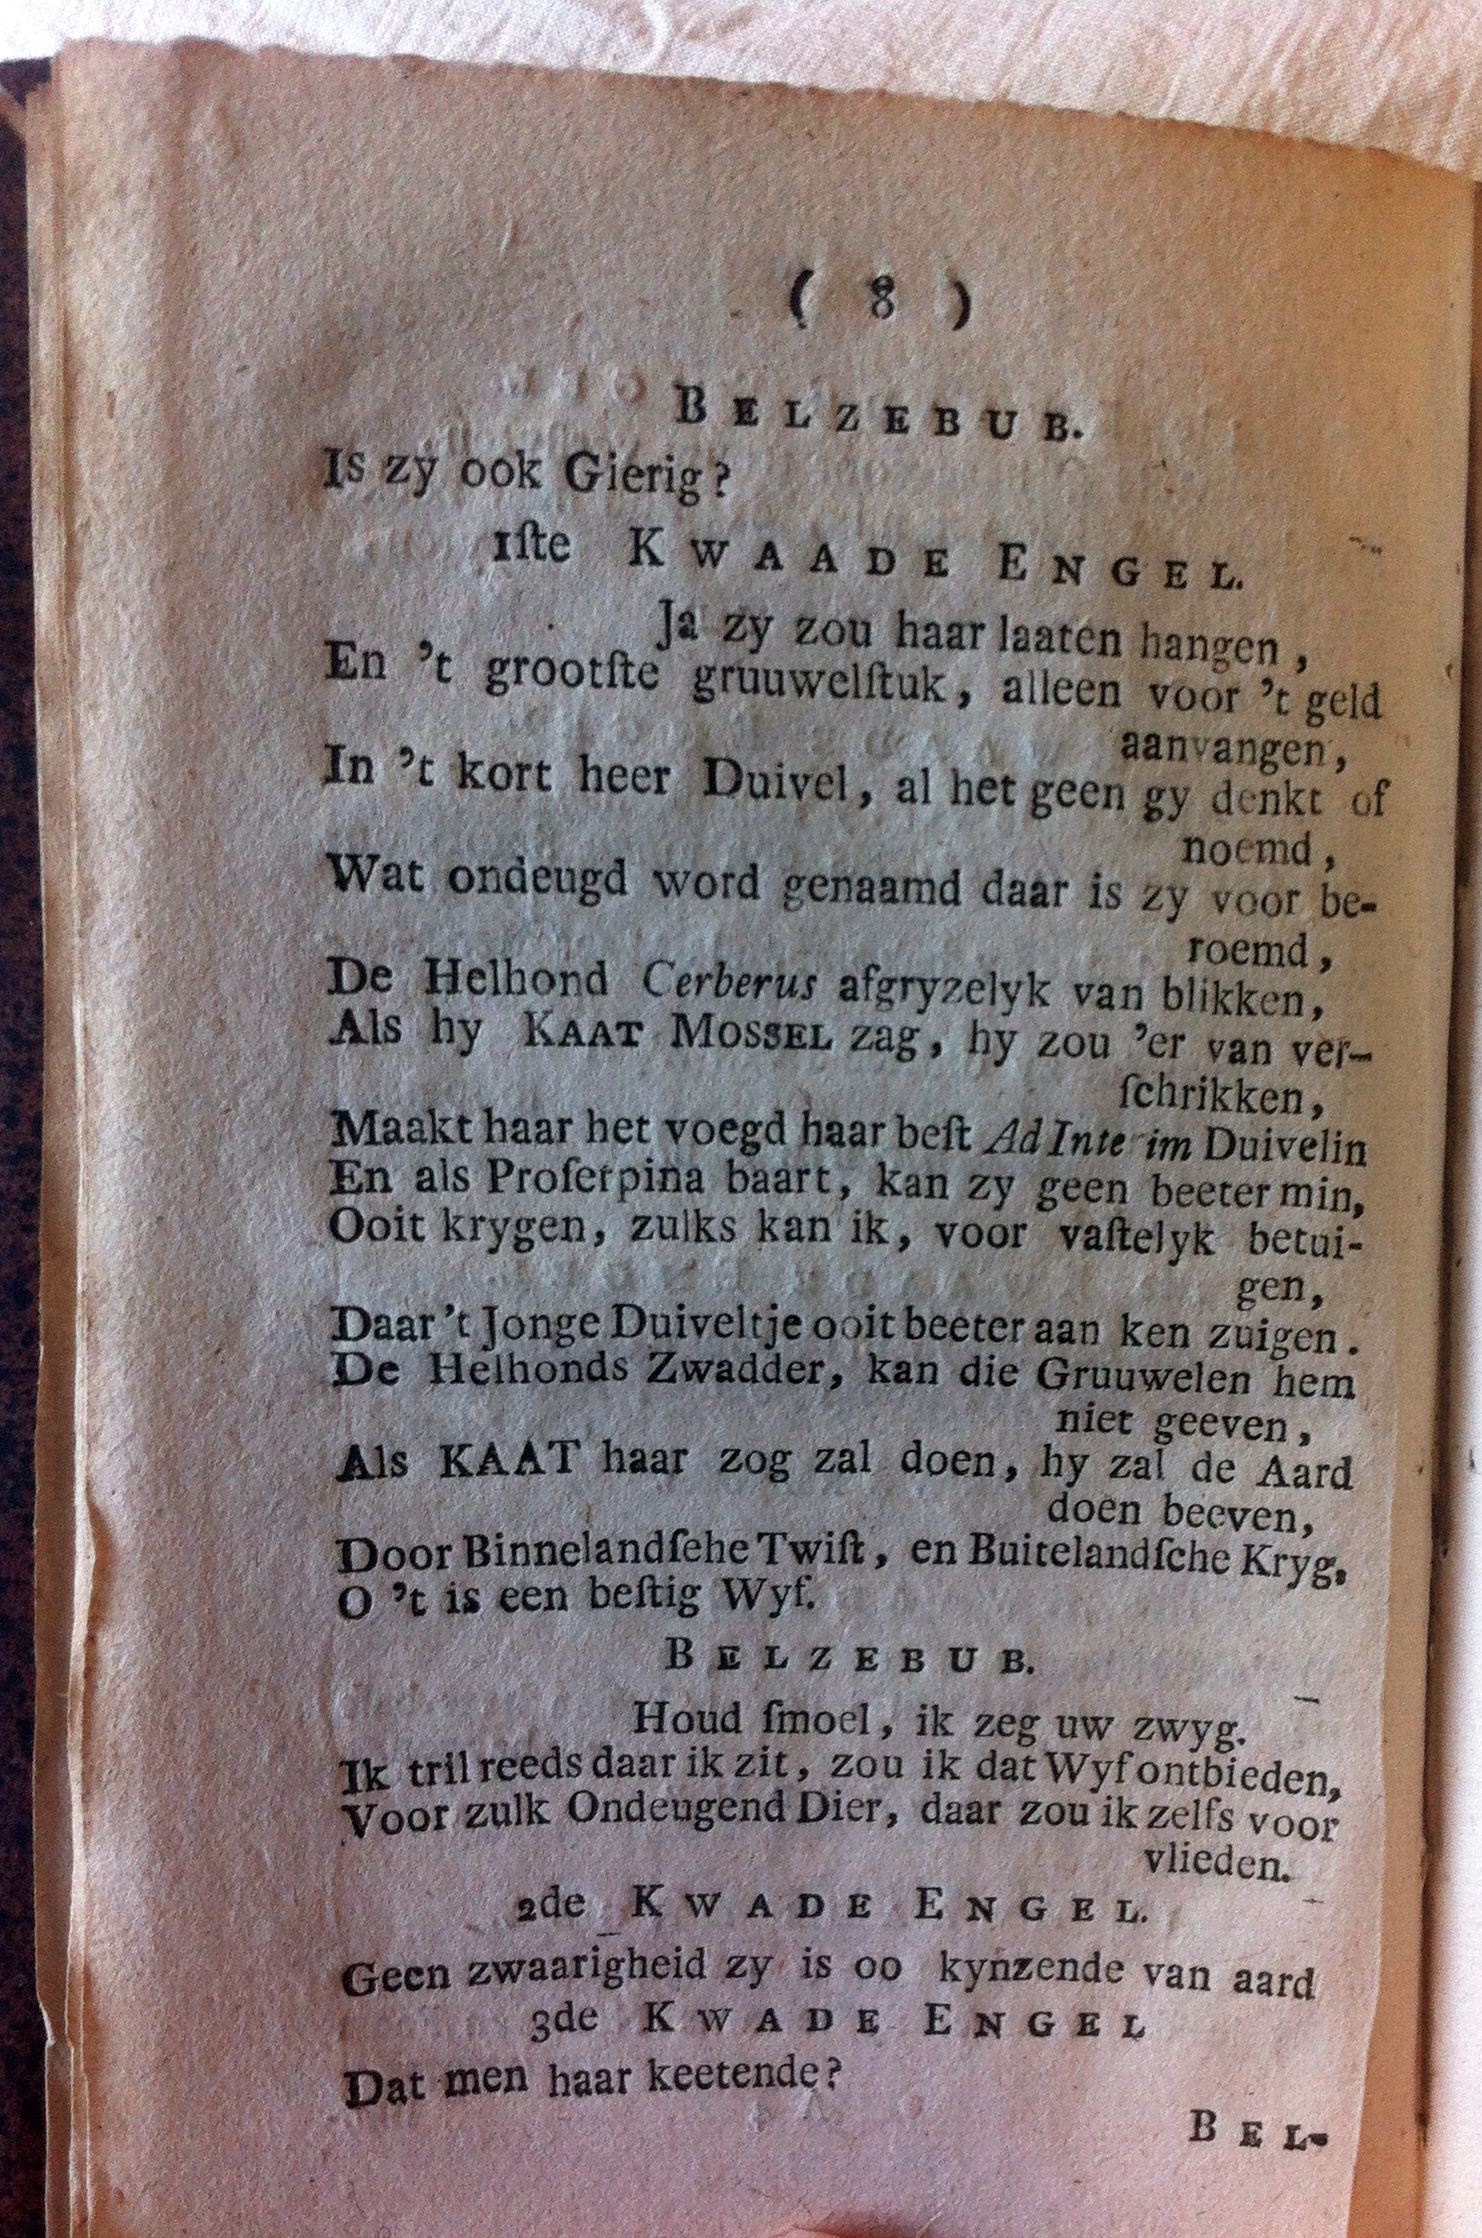 ( 8 )
BELZEBUB.
Is zy ook Gierig?
1ſte KWAADE ENGEL.
Ja zy zou haar laaten hangen,
En 't grootſte gruuwelſtuk, alleen voor 't geld
aanvangen,
In 't kort heer Duivel, al het geen gy denkt of
noemd,
Wat ondeugd word genaamd daar is zy voor be-
roemd,
De Helhond Cerberus afgryzelyk van blikken,
Als hy KAAT MOSSEL zag, hy zou 'er van ver-
ſchrikken,
Maakt haar het voegd haar beſt Ad Inte im Duivelin
En als Proſerpina baart, kan zy geen beeter min,
Ooit krygen, zulks kan ik, voor vaſtelyk betui-
gen,
Daar 't Jonge Duiveltje ooit beeter aan ken zuigen.
De Helhonds Zwadder, kan die Gruuwelen hem
niet geeven,
Als KAAT haar zog zal doen, hy zal de Aard
doen beeven,
Door Binnelandſehe Twiſt, en Buitelandſche Kryg.
O 't is een beſtig Wyf.
BELZEBUB.
Houd ſmoel, ik zeg uw zwyg.
Ik tril reeds daar ik zit, zou ik dat Wyf ontbieden,
Voor zulk Ondeugend Dier, daar zou ik zelfs voor
vlieden.
2de KWADE ENGEL.
Geen zwaarigheid zy is oo kynzende van aard
3de KWADE ENGEL
Dat men haar keetende?
BEL-